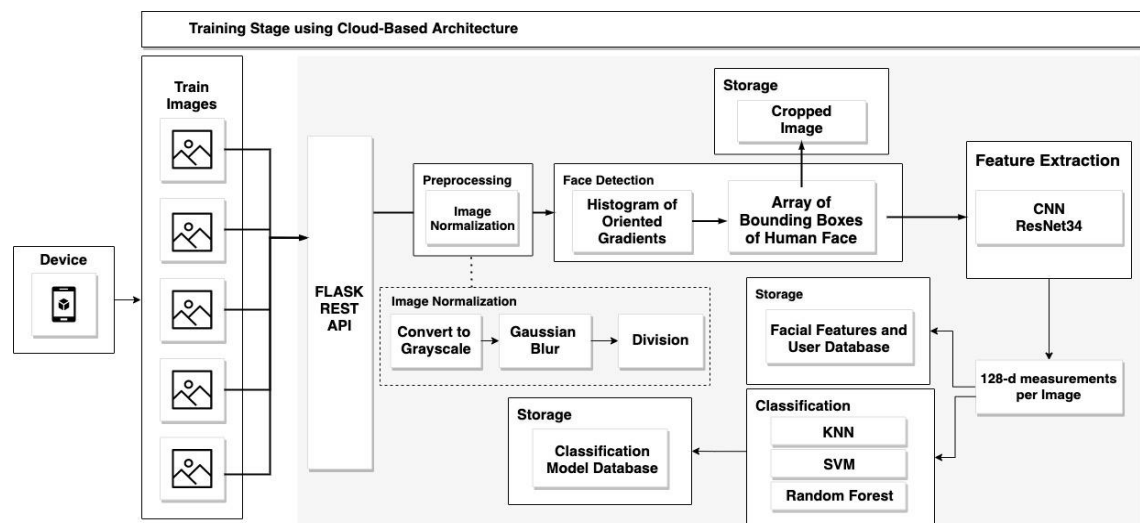 Training Stage using Cloud-Based Architecture
Device
Train
Images
FLASK
REST
API
Preprocessing
Image
Normalization
Image Normalization
Convert to
Grayscale
Gaussian
Blur
Division
Face Detection
Histogram of
Oriented
Gradients
Array of
Bounding Boxes
of Human Face
Storage
Cropped
Image
Feature Extraction
CNN
ResNet34
128-d measurements
per Image
Storage
Facial Features and
User Database
Classification
KNN
SVM
Random Forest
Storage
Classification
Model Database